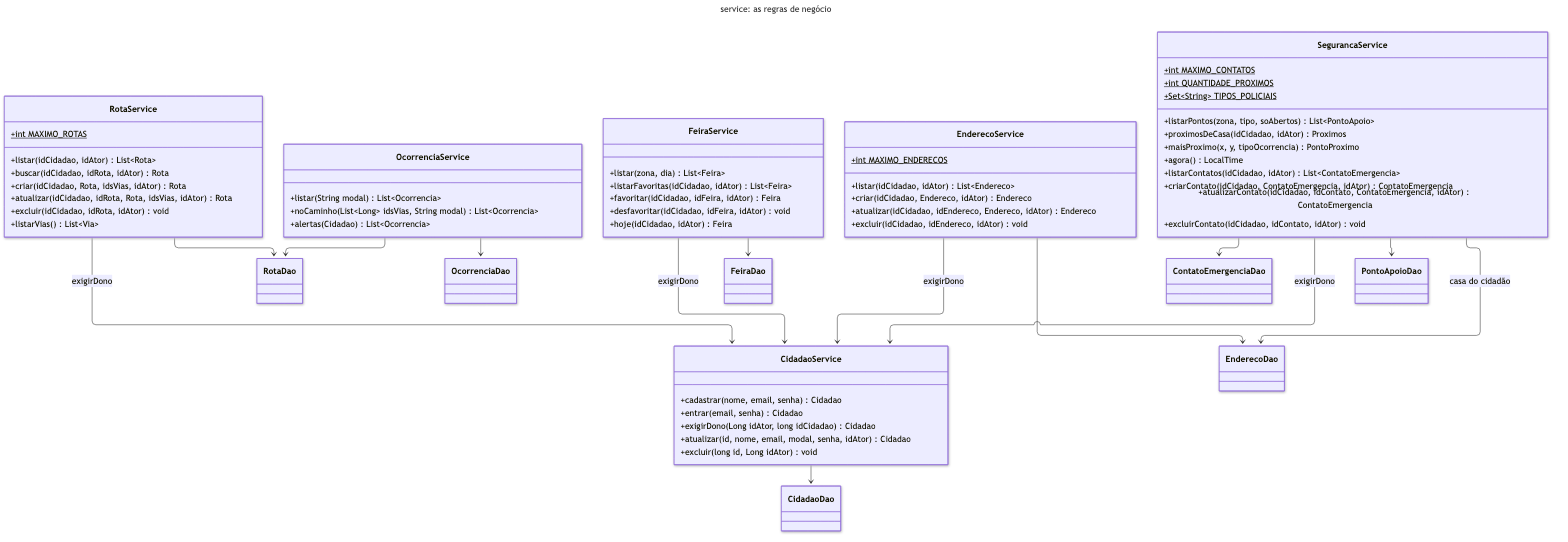 service: as regras de negócio
SegurancaService
+int MAXIMO_CONTATOS
+int QUANTIDADE_PROXIMOS
+Set<String> TIPOS_POLICIAIS
+listarPontos(zona, tipo, soAbertos) : List<PontoApoio>
+proximosDeCasa(idCidadao, idAtor) : Proximos
+maisProximo(x, y, tipoOcorrencia) : PontoProximo
+agora() : LocalTime
+listarContatos(idCidadao, idAtor) : List<ContatoEmergencia>
+criarContato(idCidadao, ContatoEmergencia, idAtor) : ContatoEmergencia
+atualizarContato(idCidadao, idContato, ContatoEmergencia, idAtor) :
ContatoEmergencia
+excluirContato(idCidadao, idContato, idAtor) : void
RotaService
+int MAXIMO_ROTAS
+listar(idCidadao, idAtor) : List<Rota>
+buscar(idCidadao, idRota, idAtor) : Rota
+criar(idCidadao, Rota, idsVias, idAtor) : Rota
+atualizar(idCidadao, idRota, Rota, idsVias, idAtor) : Rota
+excluir(idCidadao, idRota, idAtor) : void
+listarVias() : List<Via>
OcorrenciaService
+listar(String modal) : List<Ocorrencia>
+noCaminho(List<Long> idsVias, String modal) : List<Ocorrencia>
+alertas(Cidadao) : List<Ocorrencia>
FeiraService
+listar(zona, dia) : List<Feira>
+listarFavoritas(idCidadao, idAtor) : List<Feira>
+favoritar(idCidadao, idFeira, idAtor) : Feira
+desfavoritar(idCidadao, idFeira, idAtor) : void
+hoje(idCidadao, idAtor) : Feira
EnderecoService
+int MAXIMO_ENDERECOS
+listar(idCidadao, idAtor) : List<Endereco>
+criar(idCidadao, Endereco, idAtor) : Endereco
+atualizar(idCidadao, idEndereco, Endereco, idAtor) : Endereco
+excluir(idCidadao, idEndereco, idAtor) : void
exigirDono
RotaDao
OcorrenciaDao
exigirDono
FeiraDao
exigirDono
ContatoEmergenciaDao
exigirDono
PontoApoioDao
casa do cidadão
CidadaoService
+cadastrar(nome, email, senha) : Cidadao
+entrar(email, senha) : Cidadao
+exigirDono(Long idAtor, long idCidadao) : Cidadao
+atualizar(id, nome, email, modal, senha, idAtor) : Cidadao
+excluir(long id, Long idAtor) : void
EnderecoDao
CidadaoDao